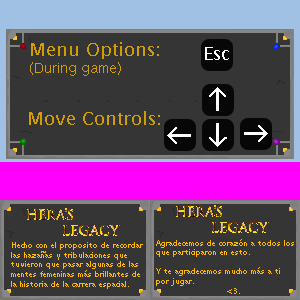 Menu Options:
(During game)
Esc
Move Controls:
↑
← ↓ →
HERA'S
LEGACY
Hecho con el proposito de recordar
las hazañas y tribulaciones que
tuvieron que pasar algunas de las
mentes femeninas más brillantes de
la historia de la carrera espacial.
HERA'S
LEGACY
Agradecemos de corazón a todos los
que participaron en esto.
Y te agradecemos mucho más a ti
por jugar.
<3.